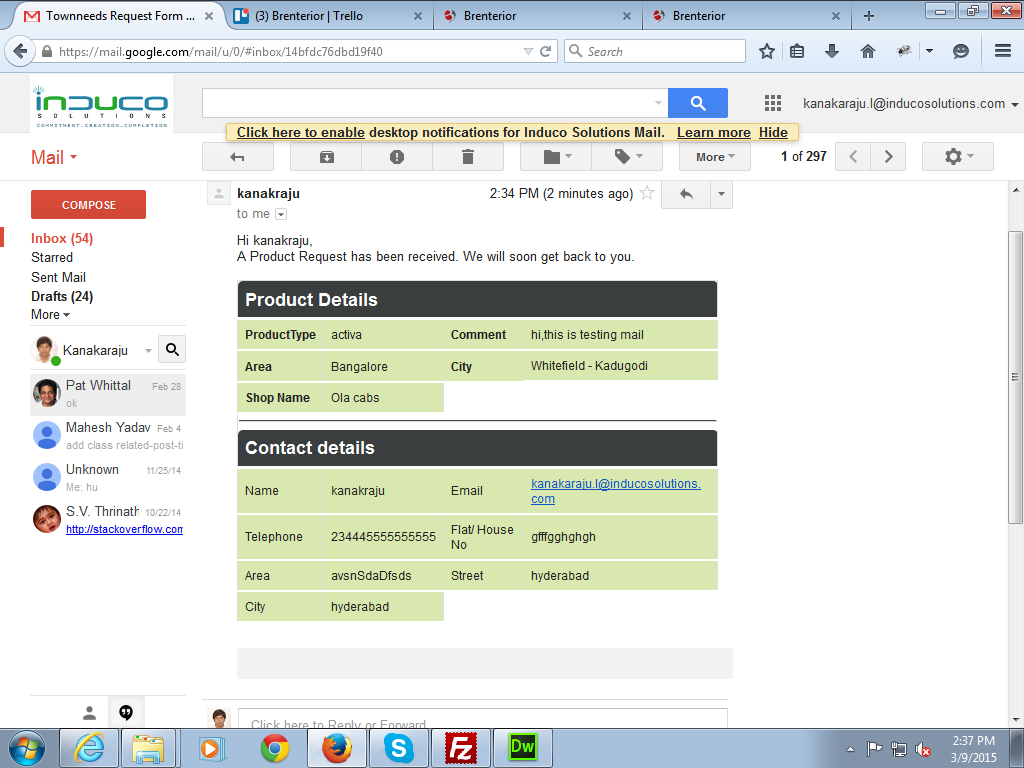 Townneeds Request Form ...
(3) Brenterior | Trello
Brenterior
Brenterior
https://mail.google.com/mail/u/0/#inbox/14bfdc76dbd19f40
Search
INDUCO
SOLUTIONS
COMMITMENT.CREATION.COMPLETION
kanakaraju.l@inducosolutions.com
Click here to enable desktop notifications for Induco Solutions Mail. Learn more Hide
Mail
More
1 of 297
COMPOSE
Inbox (54)
Starred
Sent Mail
Drafts (24)
More
Kanakaraju
Pat Whittal Feb 28
ok
Mahesh Yadav Feb 4
add class related-post-ti
Unknown 11/25/14
Me: hu
S.V. Thrinath 10/22/14
http://stackoverflow.com
kanakraju 2:34 PM (2 minutes ago)
to me
Hi kanakraju,
A Product Request has been received. We will soon get back to you.
Product Details
ProductType activa Comment hi,this is testing mail
Area Bangalore City Whitefield - Kadugodi
Shop Name Ola cabs
Contact details
Name kanakraju Email kanakaraju.l@inducosolutions.
com
Telephone 234445555555555 Flat/ House
No gfffgghghgh
Area avsnSdaDfsds Street hyderabad
City hyderabad
Click here to Reply or Forward
Fz
Dw
2:37 PM
3/9/2015